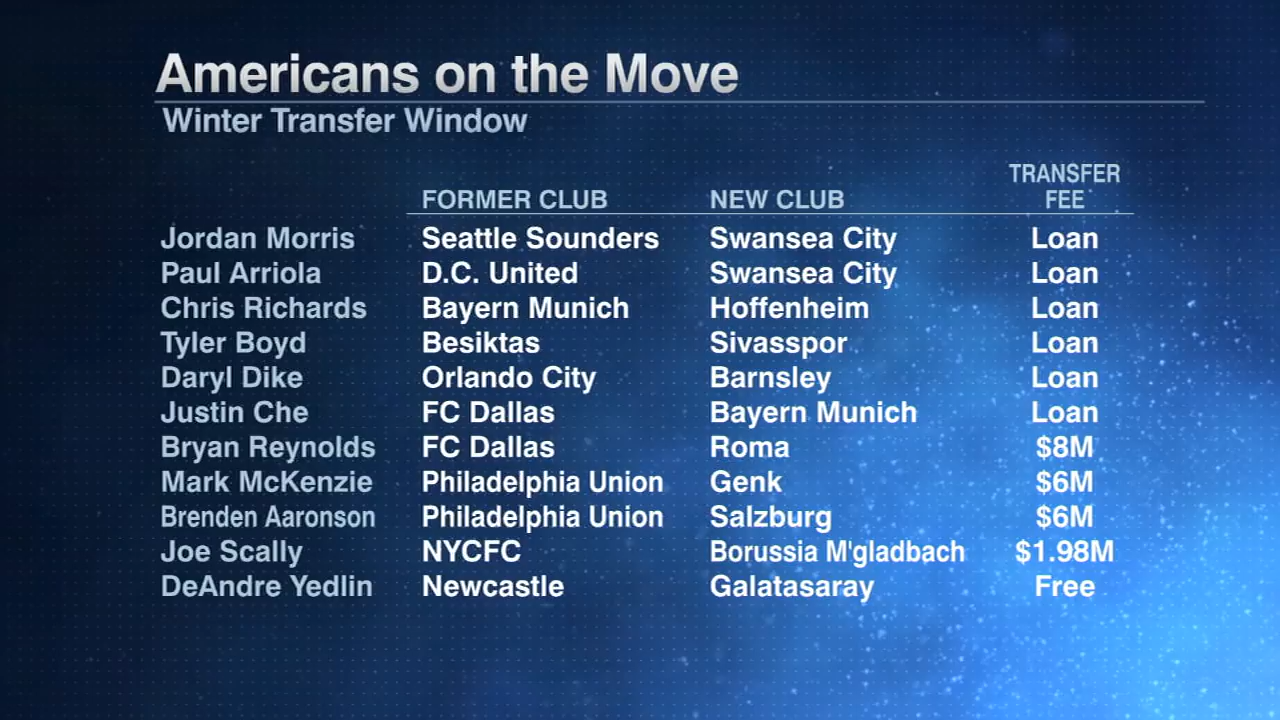 Americans on the Move
Winter Transfer Window
TRANSFER
FORMER CLUB NEW CLUB FEE
Jordan Morris Seattle Sounders Swansea City Loan
Paul Arriola D.C. United Swansea City Loan
Chris Richards Bayern Munich Hoffenheim Loan
Tyler Boyd Besiktas Sivasspor Loan
Daryl Dike Orlando City Barnsley Loan
Justin Che FC Dallas Bayern Munich Loan
Bryan Reynolds FC Dallas Roma $8M
Mark McKenzie Philadelphia Union Genk $6M
Brenden Aaronson Philadelphia Union Salzburg $6M
Joe Scally NYCFC Borussia M'gladbach $1.98M
DeAndre Yedlin Newcastle Galatasaray Free